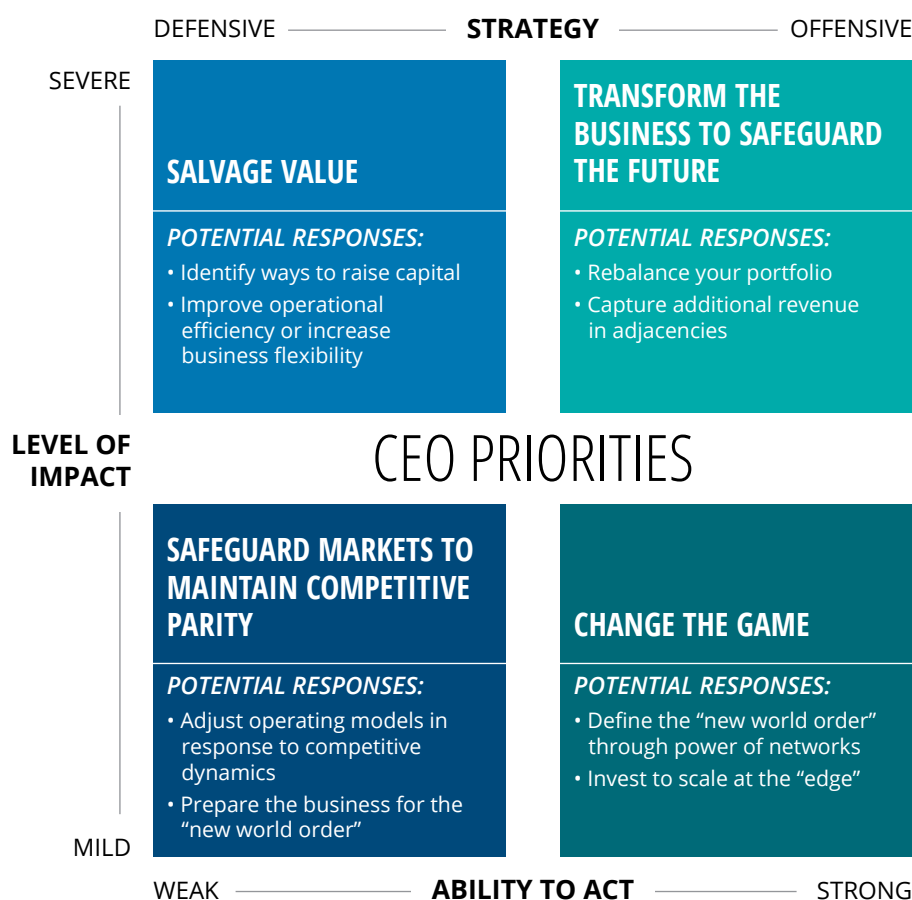 DEFENSIVE STRATEGY OFFENSIVE
SEVERE
SALVAGE VALUE
POTENTIAL RESPONSES:
• Identify ways to raise capital
• Improve operational
efficiency or increase
business flexibility
TRANSFORM THE
BUSINESS TO SAFEGUARD
THE FUTURE
POTENTIAL RESPONSES:
• Rebalance your portfolio
• Capture additional revenue
in adjacencies
LEVEL OF
IMPACT
CEO PRIORITIES
SAFEGUARD MARKETS TO
MAINTAIN COMPETITIVE
PARITY
POTENTIAL RESPONSES:
• Adjust operating models in
response to competitive
dynamics
• Prepare the business for the
“new world order”
CHANGE THE GAME
POTENTIAL RESPONSES:
• Define the “new world order”
through power of networks
• Invest to scale at the “edge”
MILD
WEAK ABILITY TO ACT STRONG